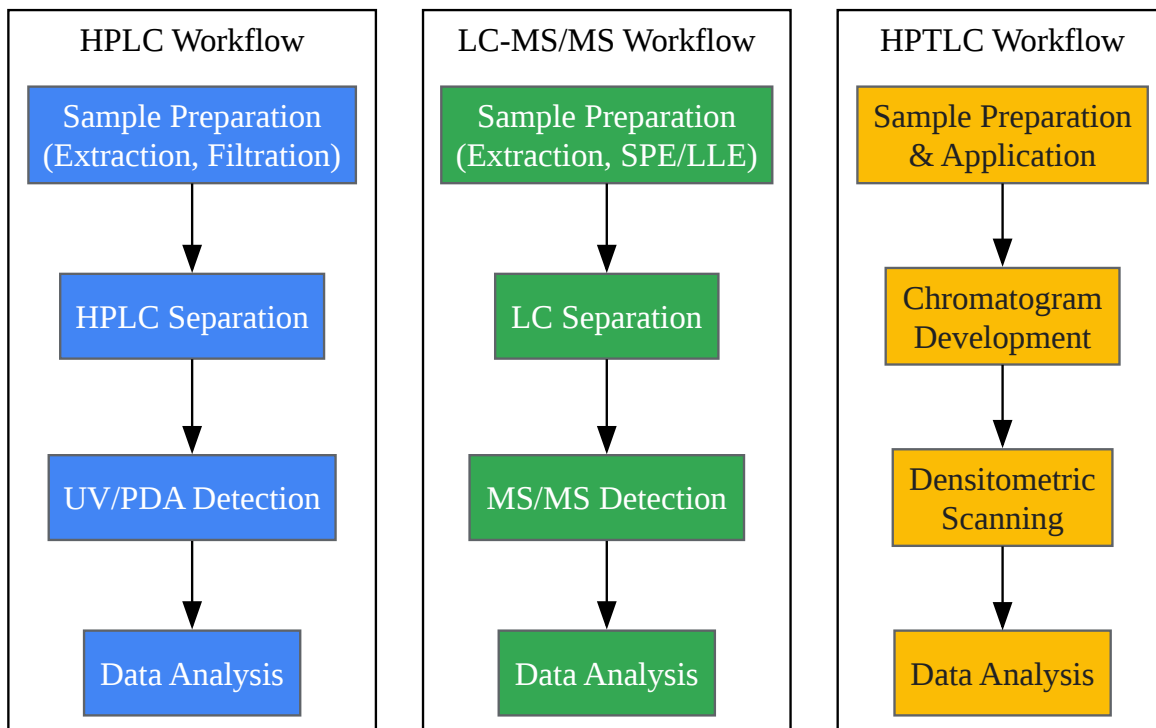 HPLC Workflow
Sample Preparation
(Extraction, Filtration)
HPLC Separation
UV/PDA Detection
Data Analysis
LC-MS/MS Workflow
Sample Preparation
(Extraction, SPE/LLE)
LC Separation
MS/MS Detection
Data Analysis
HPTLC Workflow
Sample Preparation
& Application
Chromatogram
Development
Densitometric
Scanning
Data Analysis